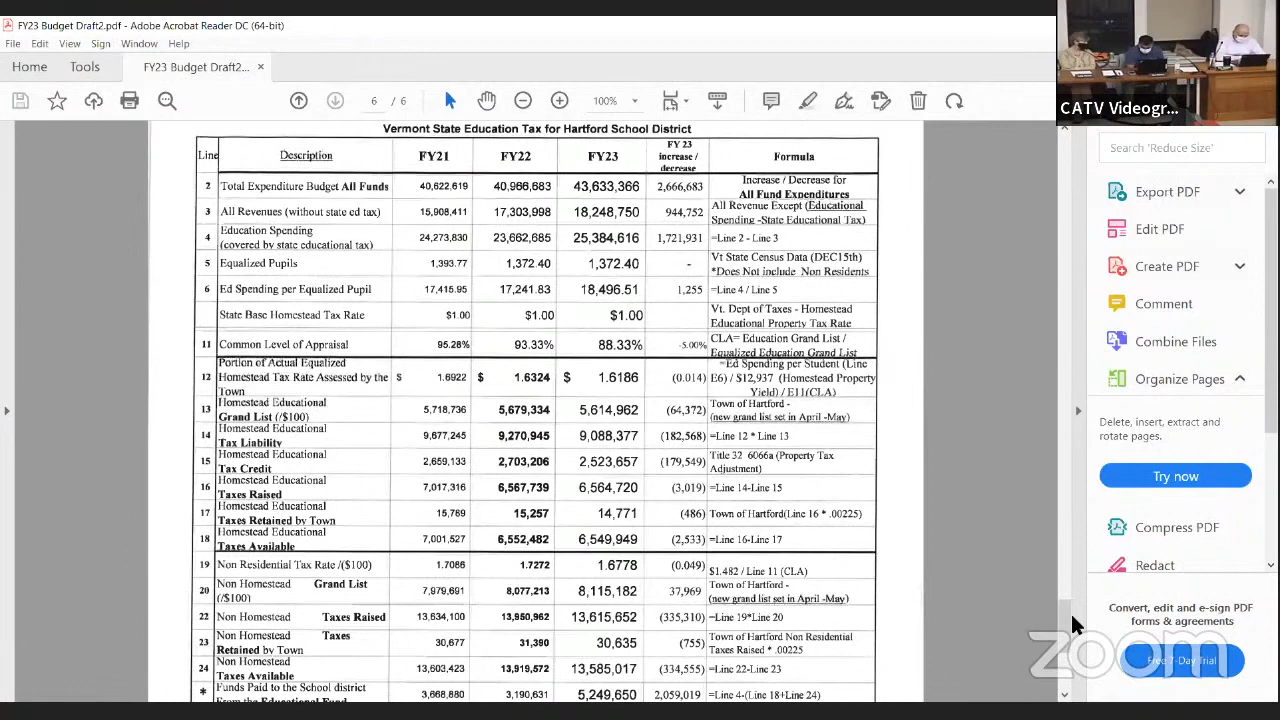 FY23 Budget Draft2.pdf - Adobe Acrobat Reader DC (64-bit)
File Edit View Sign Window Help
Home Tools FY23 Budget Draft2... ×
6 / 6 100%
CATV Videogr...
Vermont State Education Tax for Hartford School District
Line Description FY21 FY22 FY23 FY 23 increase / decrease Formula
2 Total Expenditure Budget All Funds 40,622,619 40,966,683 43,633,366 2,666,683 Increase / Decrease for All Fund Expenditures
3 All Revenues (without state ed tax) 15,908,411 17,303,998 18,248,750 944,752 All Revenue Except (Educational Spending -State Educational Tax)
4 Education Spending (covered by state educational tax) 24,273,830 23,662,685 25,384,616 1,721,931 =Line 2 - Line 3
5 Equalized Pupils 1,393.77 1,372.40 1,372.40 - Vt State Census Data (DEC15th) *Does Not include Non Residents
6 Ed Spending per Equalized Pupil 17,415.95 17,241.83 18,496.51 1,255 =Line 4 / Line 5
State Base Homestead Tax Rate $1.00 $1.00 $1.00 Vt. Dept of Taxes - Homestead Educational Property Tax Rate
11 Common Level of Appraisal 95.28% 93.33% 88.33% -5.00% CLA= Education Grand List / Equalized Education Grand List
12 Portion of Actual Equalized Homestead Tax Rate Assessed by the Town $ 1.6922 $ 1.6324 $ 1.6186 (0.014) =Ed Spending per Student (Line E6) / $12,937 (Homestead Property Yield) / E11(CLA)
13 Homestead Educational Grand List (/$100) 5,718,736 5,679,334 5,614,962 (64,372) Town of Hartford - (new grand list set in April -May)
14 Homestead Educational Tax Liability 9,677,245 9,270,945 9,088,377 (182,568) =Line 12 * Line 13
15 Homestead Educational Tax Credit 2,659,133 2,703,206 2,523,657 (179,549) Title 32 6066a (Property Tax Adjustment)
16 Homestead Educational Taxes Raised 7,017,316 6,567,739 6,564,720 (3,019) =Line 14-Line 15
17 Homestead Educational Taxes Retained by Town 15,789 15,257 14,771 (486) Town of Hartford(Line 16 * .00225)
18 Homestead Educational Taxes Available 7,001,527 6,552,482 6,549,949 (2,533) =Line 16-Line 17
19 Non Residential Tax Rate /($100) 1.7086 1.7272 1.6778 (0.049) $1.482 / Line 11 (CLA)
20 Non Homestead Grand List (/$100) 7,979,691 8,077,213 8,115,182 37,969 Town of Hartford - (new grand list set in April -May)
22 Non Homestead Taxes Raised 13,634,100 13,950,962 13,615,652 (335,310) =Line 19*Line 20
23 Non Homestead Taxes Retained by Town 30,677 31,390 30,635 (755) Town of Hartford Non Residential Taxes Raised * .00225
24 Non Homestead Taxes Available 13,603,423 13,919,572 13,585,017 (334,555) =Line 22-Line 23
* Funds Paid to the School district From the Educational Fund 3,668,880 3,190,631 5,249,650 2,059,019 =Line 4-(Line 18+Line 24)
Search 'Reduce Size'
Export PDF
Edit PDF
Create PDF
Comment
Combine Files
Organize Pages
Delete, insert, extract and
rotate pages.
Try now
Compress PDF
Redact
Convert, edit and e-sign PDF
forms & agreements
Free 7-Day Trial
zoom